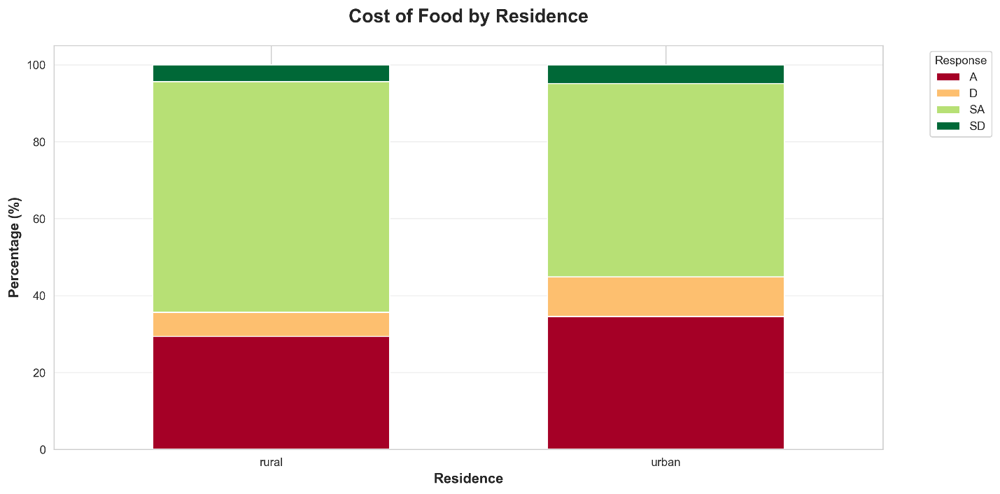 Cost of Food by Residence
Response
A
D
SA
SD
Percentage (%)
100
80
60
40
20
0
rural
urban
Residence